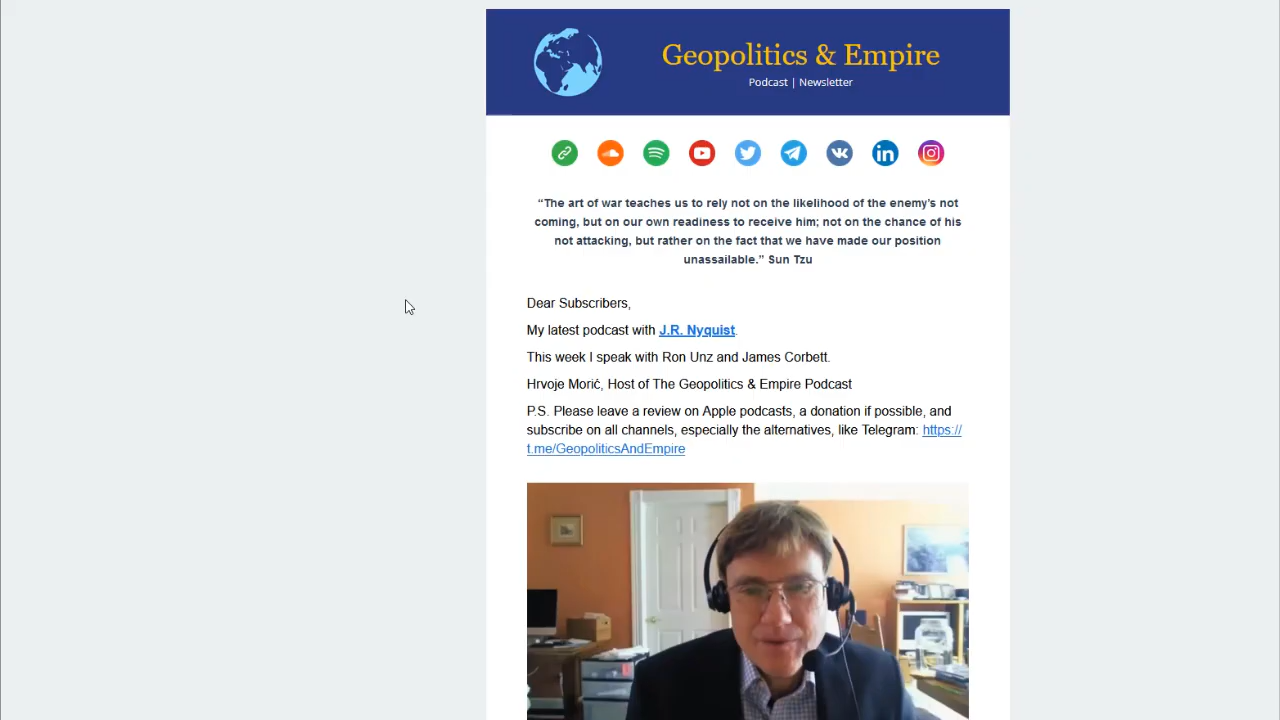 Geopolitics & Empire
Podcast | Newsletter
“The art of war teaches us to rely not on the likelihood of the enemy’s not
coming, but on our own readiness to receive him; not on the chance of his
not attacking, but rather on the fact that we have made our position
unassailable.” Sun Tzu
Dear Subscribers,
My latest podcast with J.R. Nyquist.
This week I speak with Ron Unz and James Corbett.
Hrvoje Morić, Host of The Geopolitics & Empire Podcast
P.S. Please leave a review on Apple podcasts, a donation if possible, and
subscribe on all channels, especially the alternatives, like Telegram: https://
t.me/GeopoliticsAndEmpire